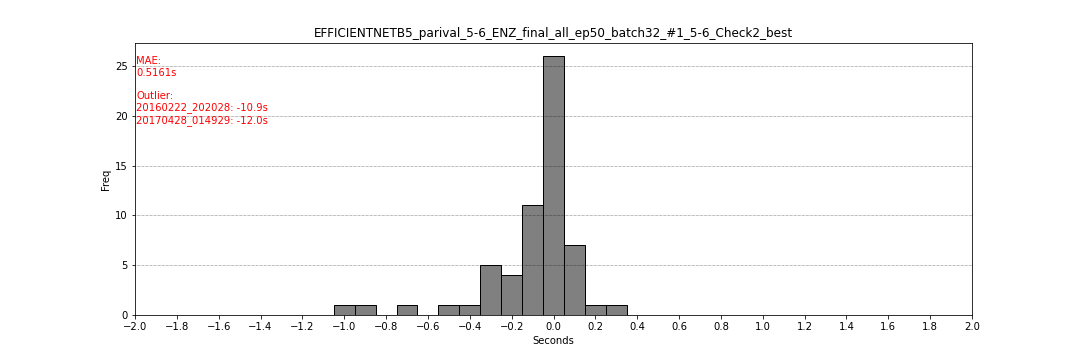 EFFICIENTNETB5_parival_5-6_ENZ_final_all_ep50_batch32_#1_5-6_Check2_best
MAE:
0.5161s
Outlier:
20160222_202028: -10.9s
20170428_014929: -12.0s
Freq
25
20
15
10
5
0
−2.0 −1.8 −1.6 −1.4 −1.2 −1.0 −0.8 −0.6 −0.4 −0.2 0.0 0.2 0.4 0.6 0.8 1.0 1.2 1.4 1.6 1.8 2.0
Seconds